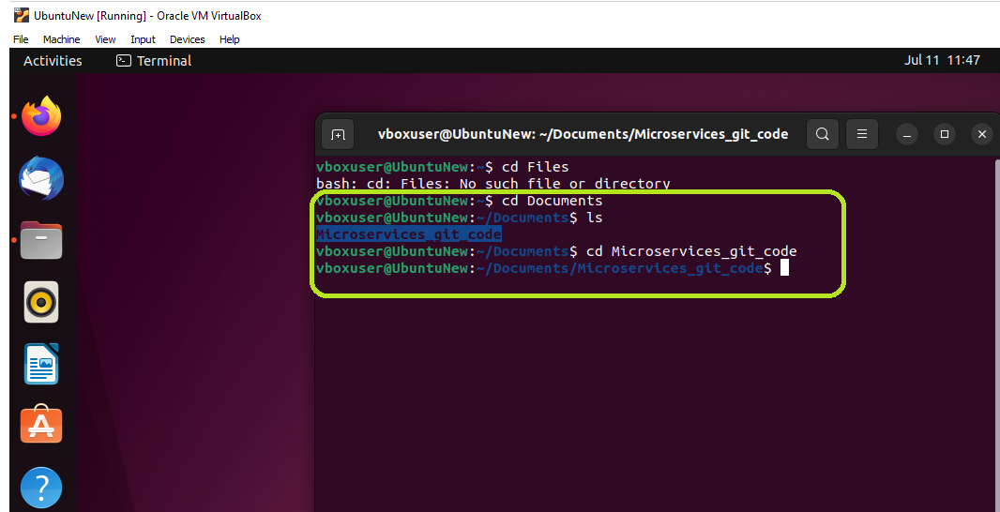 UbuntuNew [Running] - Oracle VM VirtualBox
File Machine View Input Devices Help
Activities Terminal Jul 11 11:47
vboxuser@UbuntuNew: ~/Documents/Microservices_git_code
vboxuser@UbuntuNew:~$ cd Files
bash: cd: Files: No such file or directory
vboxuser@UbuntuNew:~$ cd Documents
vboxuser@UbuntuNew:~/Documents$ ls
Microservices_git_code
vboxuser@UbuntuNew:~/Documents$ cd Microservices_git_code
vboxuser@UbuntuNew:~/Documents/Microservices_git_code$